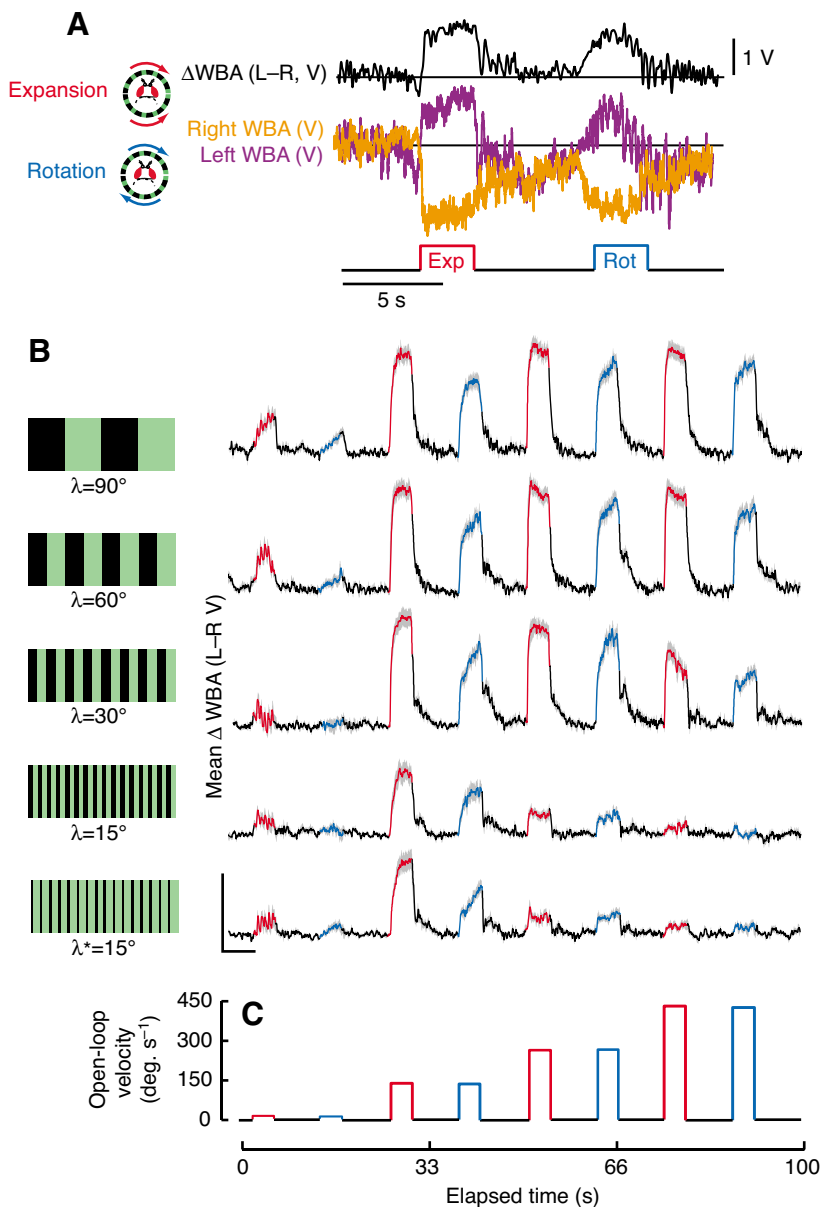 A
ΔWBA (L–R, V)
1 V
Expansion
Right WBA (V)
Left WBA (V)
Rotation
Exp
Rot
5 s
B
λ=90°
λ=60°
λ=30°
λ=15°
λ*=15°
Mean Δ WBA (L–R V)
C
Open-loop
velocity
(deg. s⁻¹)
450
300
150
0
0
33
66
100
Elapsed time (s)